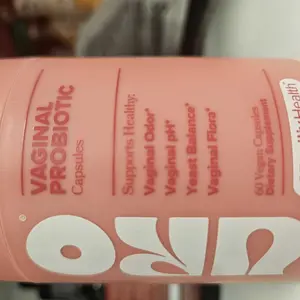 URO
VAGINAL
PROBIOTIC
Capsules
Supports Healthy:
Vaginal Odor*
Vaginal pH*
Yeast Balance*
Vaginal Flora*
60 Vegan Capsules
Dietary Supplement
Health